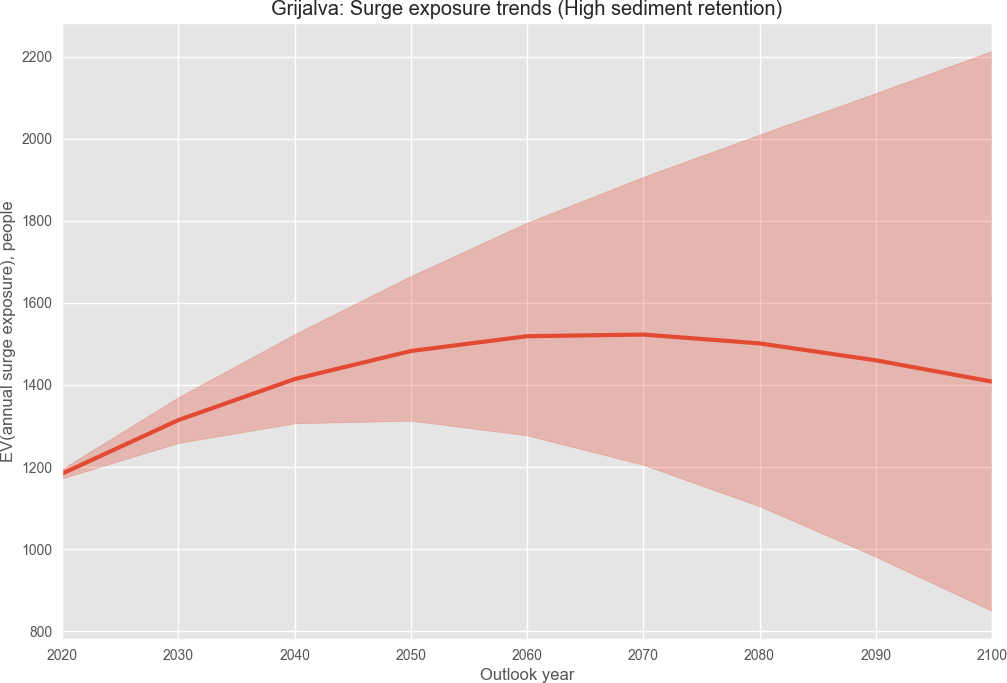 Grijalva: Surge exposure trends (High sediment retention)
EV(annual surge exposure), people
2200
2000
1800
1600
1400
1200
1000
800
2020 2030 2040 2050 2060 2070 2080 2090 2100
Outlook year